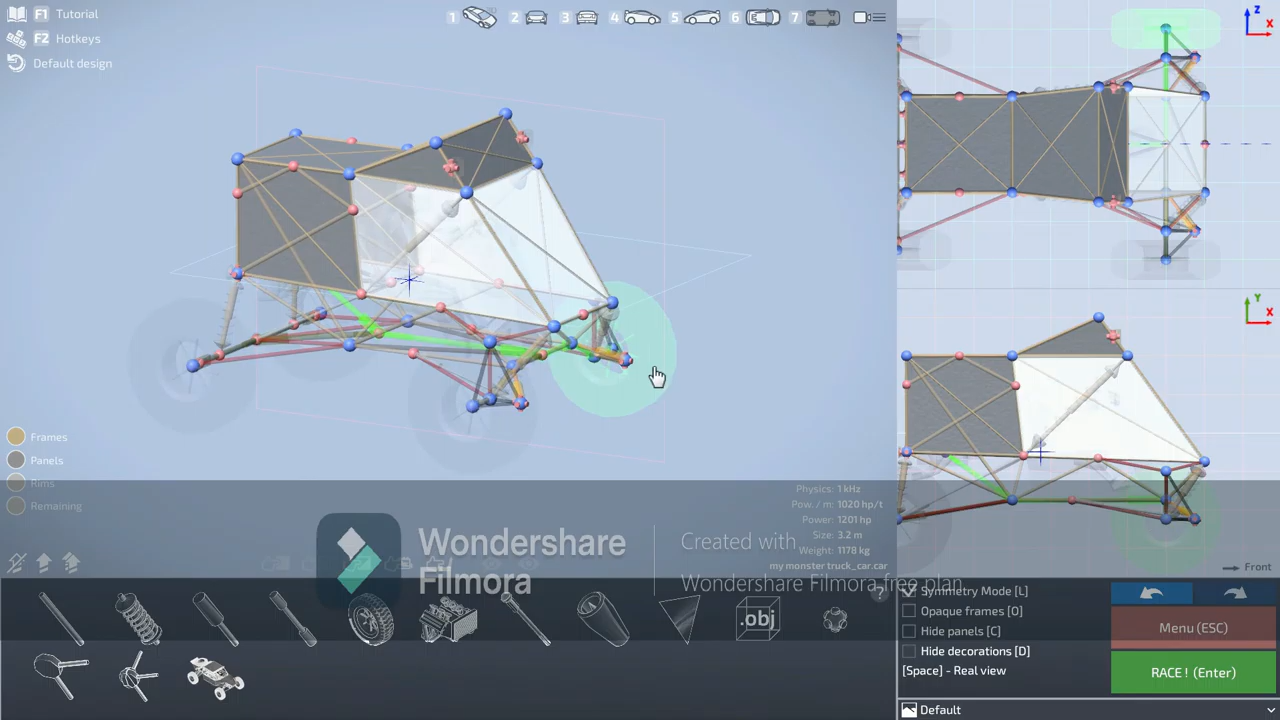 F1 Tutorial
F2 Hotkeys
Default design
1 2 3 4 5 6 7
Z
X
Y
X
Front
Frames
Panels
Rims
Remaining
Physics: 1 kHz
Pow. / m: 1020 hp/t
Power: 1201 hp
Size: 3.2 m
Weight: 1178 kg
my monster truck_car.car
Wondershare
Filmora
Created with
Wondershare Filmora free plan
?
.obj
Symmetry Mode [L]
Opaque frames [O]
Hide panels [C]
Hide decorations [D]
[Space] - Real view
Menu (ESC)
RACE! (Enter)
Default